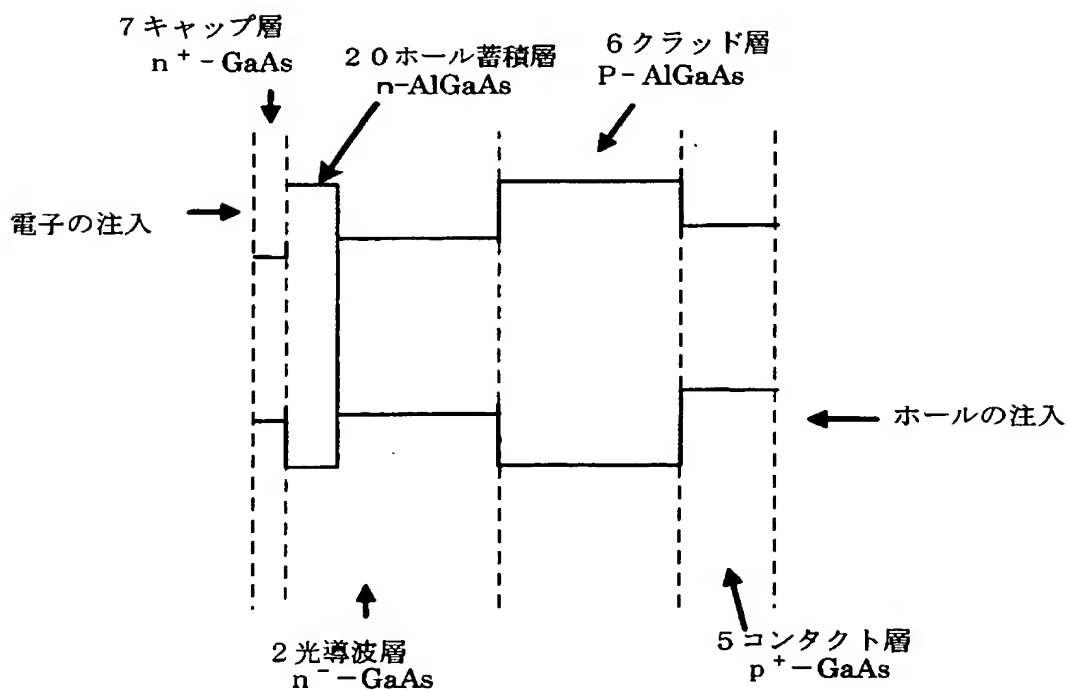 7キャップ層
n⁺-GaAs
20ホール蓄積層
n-AlGaAs
6クラッド層
P-AlGaAs
電子の注入
ホールの注入
2光導波層
n⁻-GaAs
5コンタクト層
p⁺-GaAs